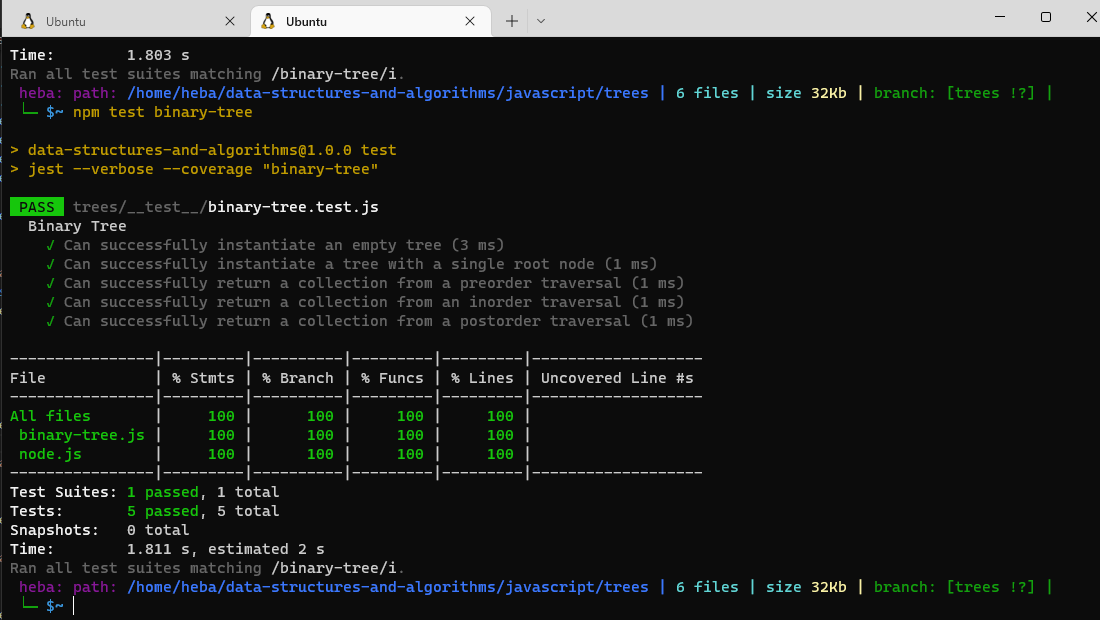 Ubuntu
Ubuntu
Time:        1.803 s
Ran all test suites matching /binary-tree/i.
heba: path: /home/heba/data-structures-and-algorithms/javascript/trees | 6 files | size 32Kb | branch: [trees !?] |
└─ $~ npm test binary-tree
> data-structures-and-algorithms@1.0.0 test
> jest --verbose --coverage "binary-tree"
PASS trees/__test__/binary-tree.test.js
Binary Tree
√ Can successfully instantiate an empty tree (3 ms)
√ Can successfully instantiate a tree with a single root node (1 ms)
√ Can successfully return a collection from a preorder traversal (1 ms)
√ Can successfully return a collection from an inorder traversal (1 ms)
√ Can successfully return a collection from a postorder traversal (1 ms)
----------------|---------|----------|---------|---------|-------------------
File            | % Stmts | % Branch | % Funcs | % Lines | Uncovered Line #s
----------------|---------|----------|---------|---------|-------------------
All files       |     100 |      100 |     100 |     100 |
binary-tree.js |     100 |      100 |     100 |     100 |
node.js        |     100 |      100 |     100 |     100 |
----------------|---------|----------|---------|---------|-------------------
Test Suites: 1 passed, 1 total
Tests:       5 passed, 5 total
Snapshots:   0 total
Time:        1.811 s, estimated 2 s
Ran all test suites matching /binary-tree/i.
heba: path: /home/heba/data-structures-and-algorithms/javascript/trees | 6 files | size 32Kb | branch: [trees !?] |
└─ $~